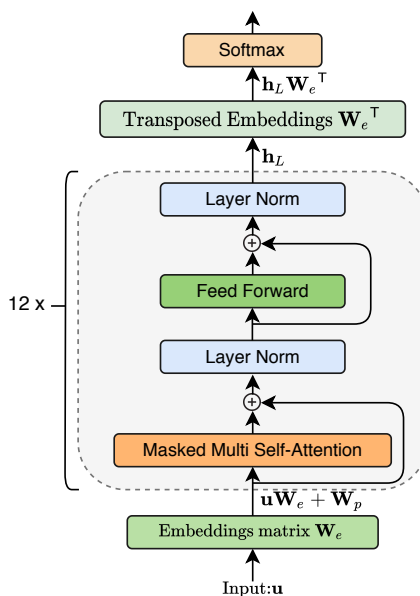 Softmax
h_L W_e^⊤
Transposed Embeddings W_e^⊤
h_L
Layer Norm
+
Feed Forward
12 x
Layer Norm
+
Masked Multi Self-Attention
uW_e + W_p
Embeddings matrix W_e
Input:u